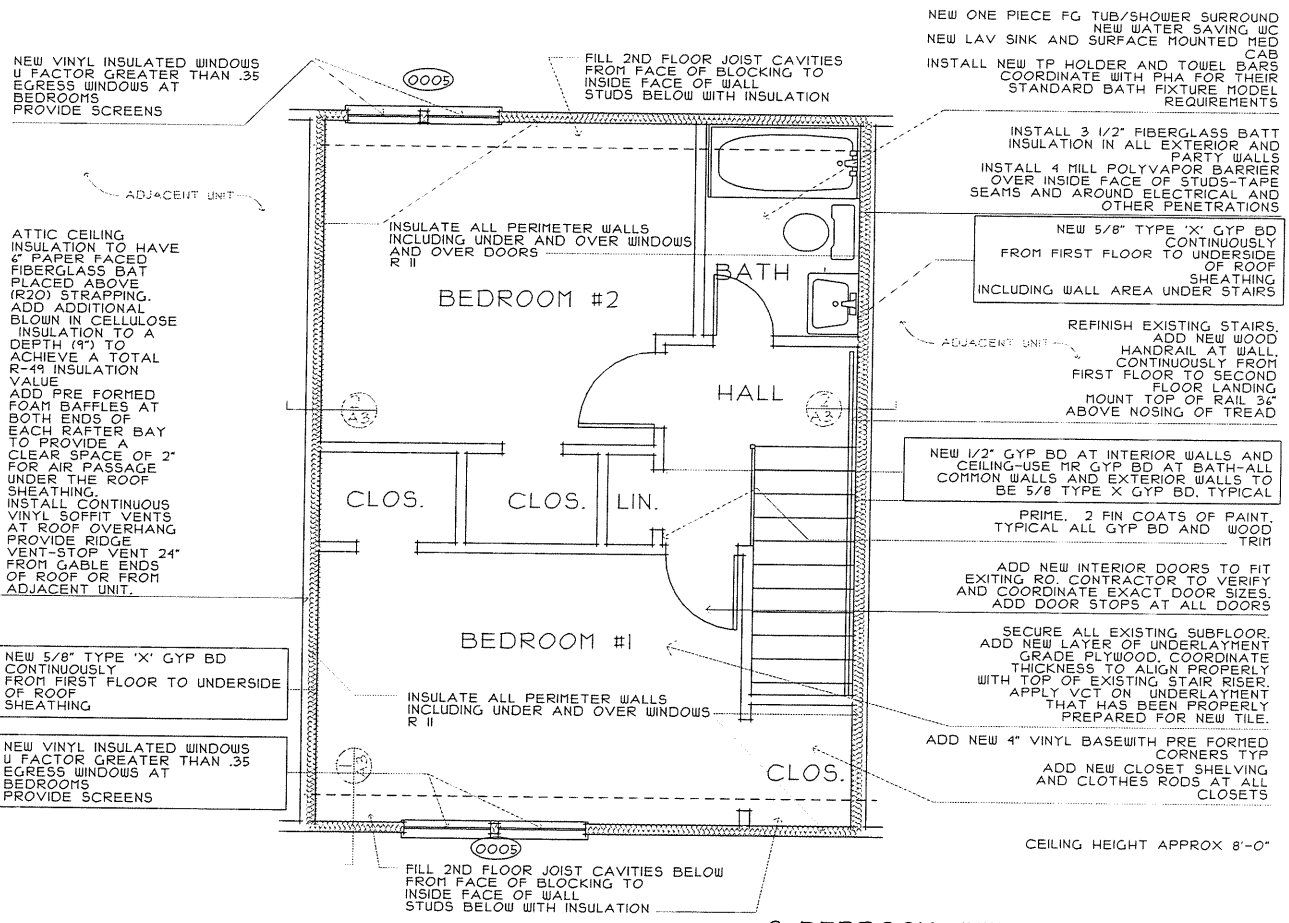 NEW VINYL INSULATED WINDOWS
U FACTOR GREATER THAN .35
EGRESS WINDOWS AT
BEDROOMS
PROVIDE SCREENS
0005
FILL 2ND FLOOR JOIST CAVITIES
FROM FACE OF BLOCKING TO
INSIDE FACE OF WALL
STUDS BELOW WITH INSULATION
NEW ONE PIECE FG TUB/SHOWER SURROUND
NEW WATER SAVING WC
NEW LAV SINK AND SURFACE MOUNTED MED
CAB
INSTALL NEW TP HOLDER AND TOWEL BARS
COORDINATE WITH PHA FOR THEIR
STANDARD BATH FIXTURE MODEL
REQUIREMENTS
INSTALL 3 1/2" FIBERGLASS BATT
INSULATION IN ALL EXTERIOR AND
PARTY WALLS
INSTALL 4 MILL POLYVAPOR BARRIER
OVER INSIDE FACE OF STUDS-TAPE
SEAMS AND AROUND ELECTRICAL AND
OTHER PENETRATIONS
ADJACENT UNIT
ATTIC CEILING
INSULATION TO HAVE
6" PAPER FACED
FIBERGLASS BAT
PLACED ABOVE
(R20) STRAPPING.
ADD ADDITIONAL
BLOWN IN CELLULOSE
INSULATION TO A
DEPTH (9") TO
ACHIEVE A TOTAL
R-49 INSULATION
VALUE
ADD PRE FORMED
FOAM BAFFLES AT
BOTH ENDS OF
EACH RAFTER BAY
TO PROVIDE A
CLEAR SPACE OF 2"
FOR AIR PASSAGE
UNDER THE ROOF
SHEATHING.
INSTALL CONTINUOUS
VINYL SOFFIT VENTS
AT ROOF OVERHANG
PROVIDE RIDGE
VENT-STOP VENT 24"
FROM GABLE ENDS
OF ROOF OR FROM
ADJACENT UNIT.
INSULATE ALL PERIMETER WALLS
INCLUDING UNDER AND OVER WINDOWS
AND OVER DOORS
R 11
BATH
BEDROOM #2
NEW 5/8" TYPE 'X' GYP BD
CONTINUOUSLY
FROM FIRST FLOOR TO UNDERSIDE
OF ROOF
SHEATHING
INCLUDING WALL AREA UNDER STAIRS
ADJACENT UNIT
REFINISH EXISTING STAIRS.
ADD NEW WOOD
HANDRAIL AT WALL.
CONTINUOUSLY FROM
FIRST FLOOR TO SECOND
FLOOR LANDING
MOUNT TOP OF RAIL 36"
ABOVE NOSING OF TREAD
HALL
2
A3
2
A3
NEW 1/2" GYP BD AT INTERIOR WALLS AND
CEILING-USE MR GYP BD AT BATH-ALL
COMMON WALLS AND EXTERIOR WALLS TO
BE 5/8 TYPE X GYP BD. TYPICAL
CLOS.
CLOS.
LIN.
PRIME. 2 FIN COATS OF PAINT.
TYPICAL ALL GYP BD AND WOOD
TRIM
ADD NEW INTERIOR DOORS TO FIT
EXITING RO. CONTRACTOR TO VERIFY
AND COORDINATE EXACT DOOR SIZES.
ADD DOOR STOPS AT ALL DOORS
BEDROOM #1
SECURE ALL EXISTING SUBFLOOR.
ADD NEW LAYER OF UNDERLAYMENT
GRADE PLYWOOD. COORDINATE
THICKNESS TO ALIGN PROPERLY
WITH TOP OF EXISTING STAIR RISER.
APPLY VCT ON UNDERLAYMENT
THAT HAS BEEN PROPERLY
PREPARED FOR NEW TILE.
NEW 5/8" TYPE 'X' GYP BD
CONTINUOUSLY
FROM FIRST FLOOR TO UNDERSIDE
OF ROOF
SHEATHING
INSULATE ALL PERIMETER WALLS
INCLUDING UNDER AND OVER WINDOWS
R 11
NEW VINYL INSULATED WINDOWS
U FACTOR GREATER THAN .35
EGRESS WINDOWS AT
BEDROOMS
PROVIDE SCREENS
1
A3
CLOS.
ADD NEW 4" VINYL BASEWITH PRE FORMED
CORNERS TYP
ADD NEW CLOSET SHELVING
AND CLOTHES RODS AT ALL
CLOSETS
CEILING HEIGHT APPROX 8'-0"
0005
FILL 2ND FLOOR JOIST CAVITIES BELOW
FROM FACE OF BLOCKING TO
INSIDE FACE OF WALL
STUDS BELOW WITH INSULATION